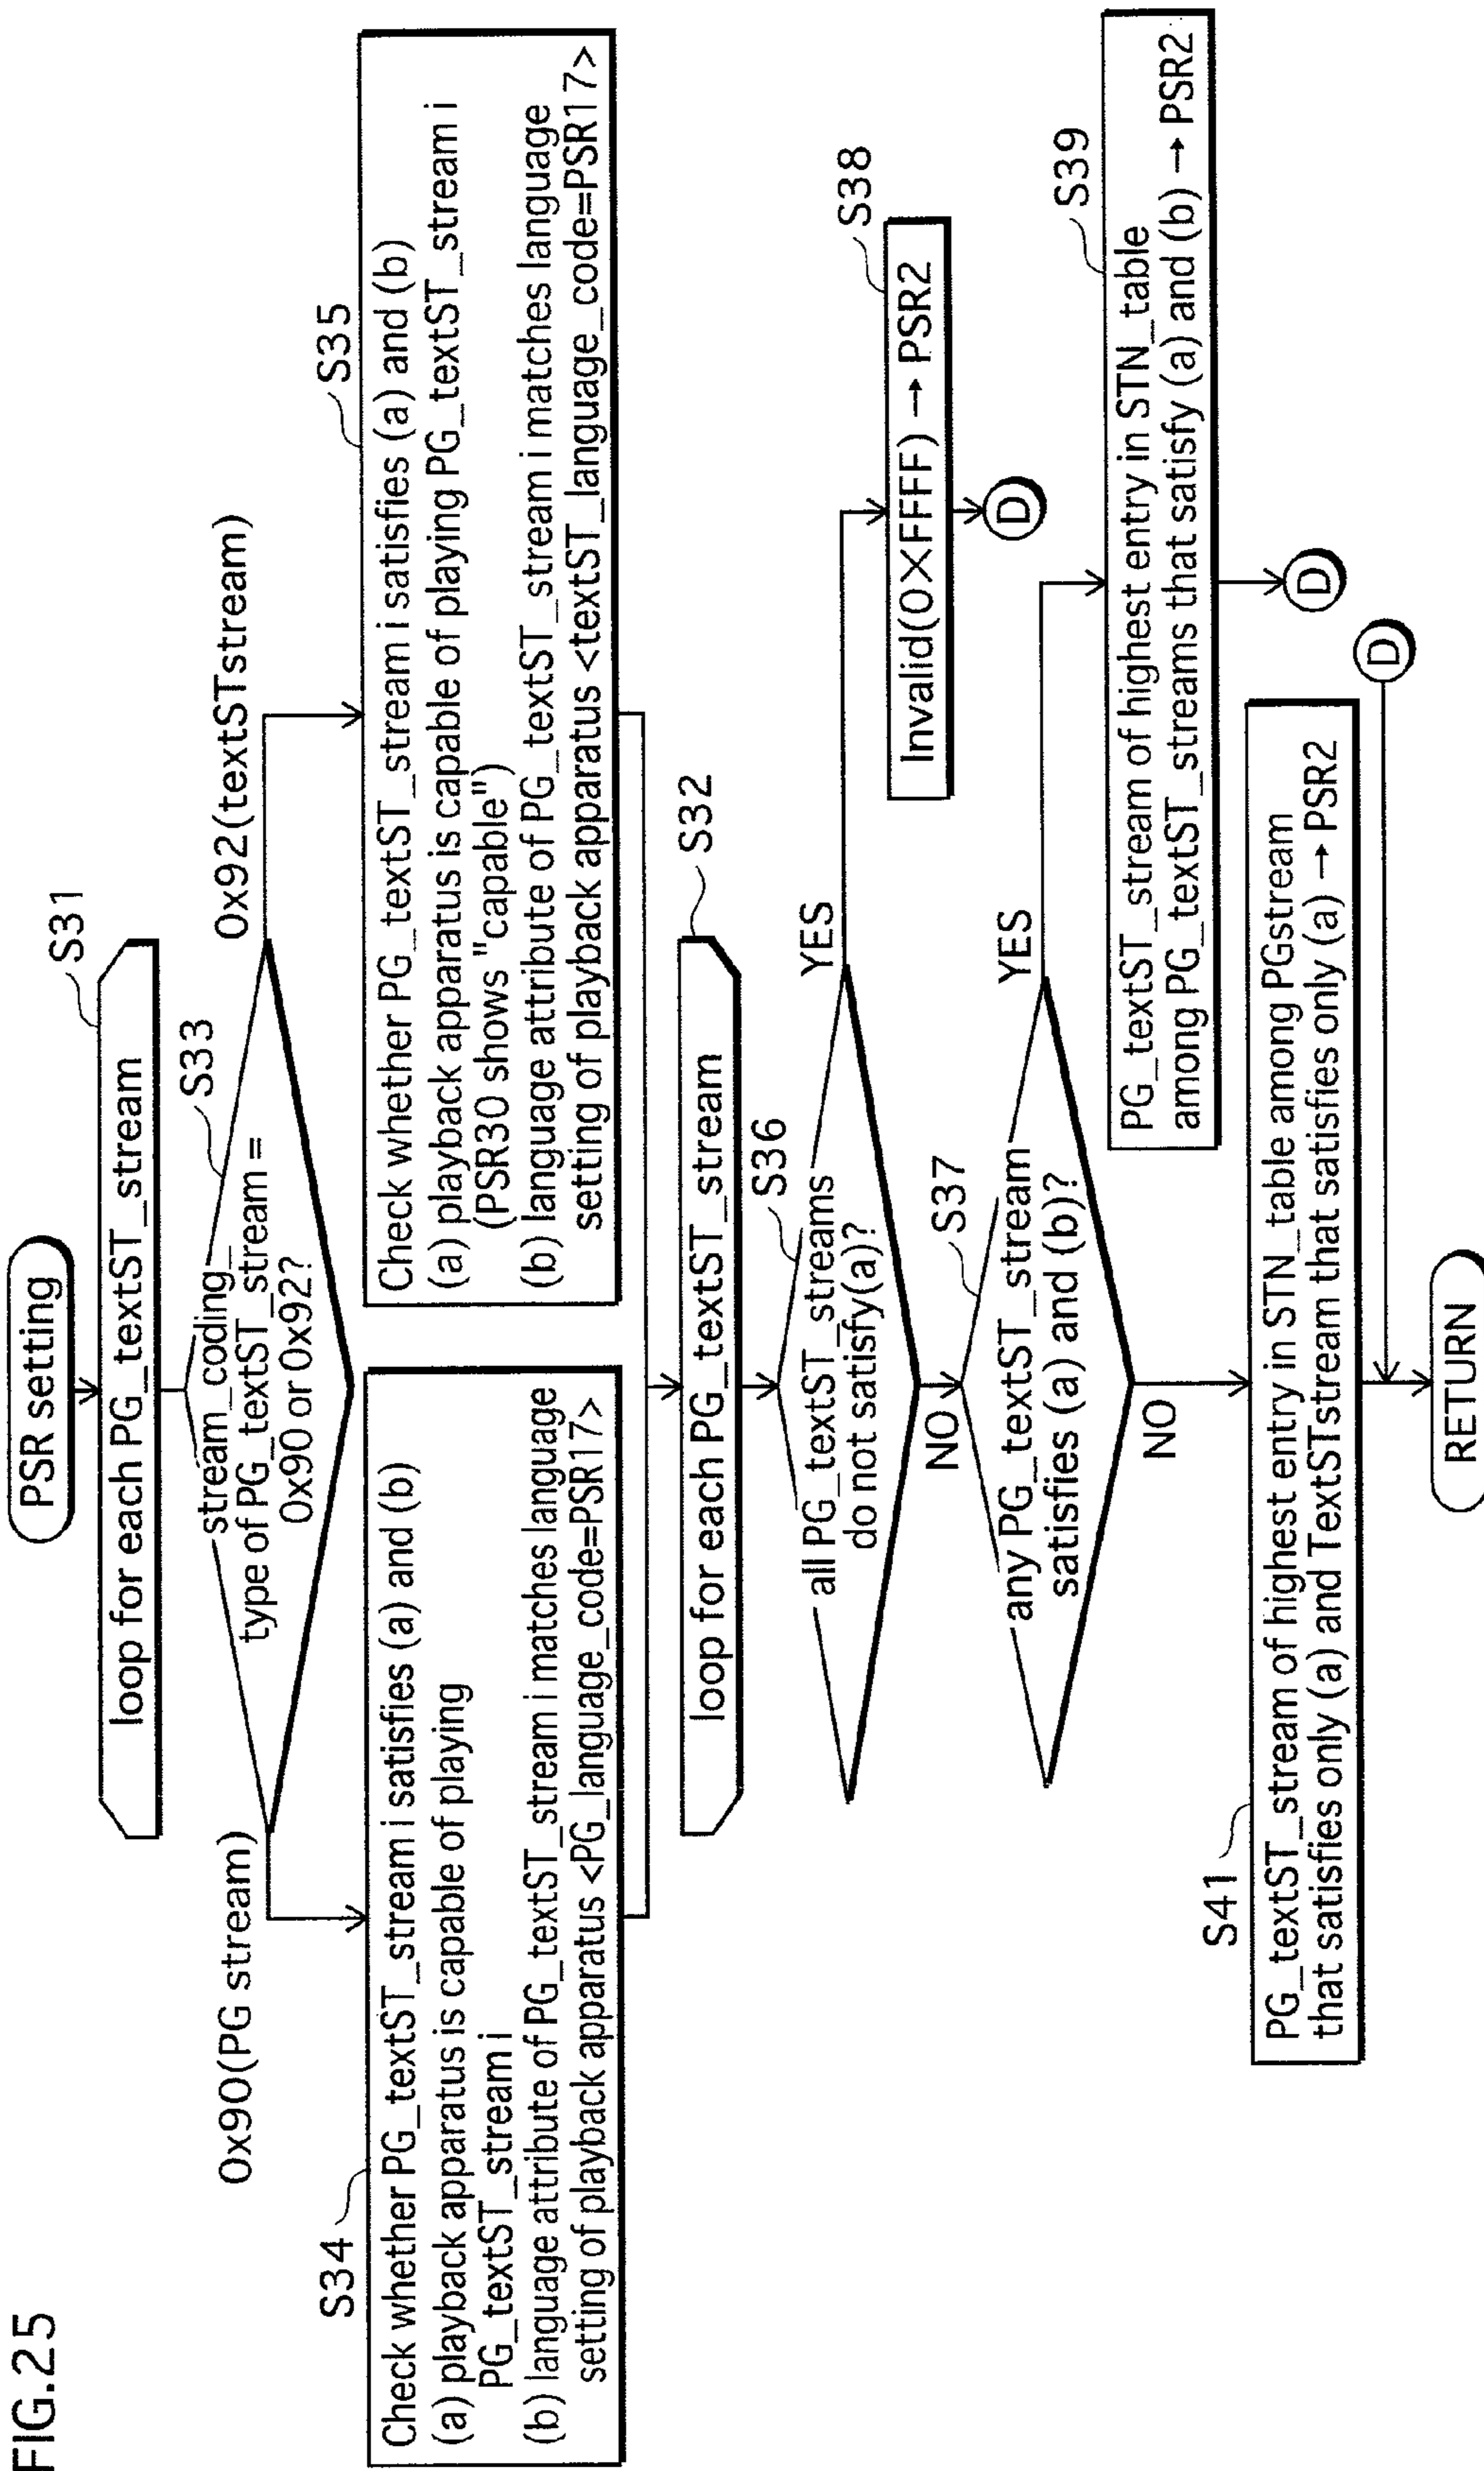 FIG.25
PSR setting
S31
loop for each PG_textST_stream
S33
stream_coding_
type of PG_textST_stream =
0x90 or 0x92?
0x90(PG stream)
0x92(textSTstream)
S34
Check whether PG_textST_stream i satisfies (a) and (b)
(a) playback apparatus is capable of playing
PG_textST_stream i
(b) language attribute of PG_textST_stream i matches language
setting of playback apparatus <PG_language_code=PSR17>
S35
Check whether PG_textST_stream i satisfies (a) and (b)
(a) playback apparatus is capable of playing PG_textST_stream i
(PSR30 shows "capable")
(b) language attribute of PG_textST_stream i matches language
setting of playback apparatus <textST_language_code=PSR17>
S32
loop for each PG_textST_stream
S36
all PG_textST_streams
do not satisfy(a)?
YES
S38
Invalid(0×FFFF) → PSR2
D
NO
S37
any PG_textST_stream
satisfies (a) and (b)?
YES
S39
PG_textST_stream of highest entry in STN_table
among PG_textST_streams that satisfy (a) and (b) → PSR2
D
NO
S41
PG_textST_stream of highest entry in STN_table among PGstream
that satisfies only (a) and TextSTstream that satisfies only (a) → PSR2
D
RETURN